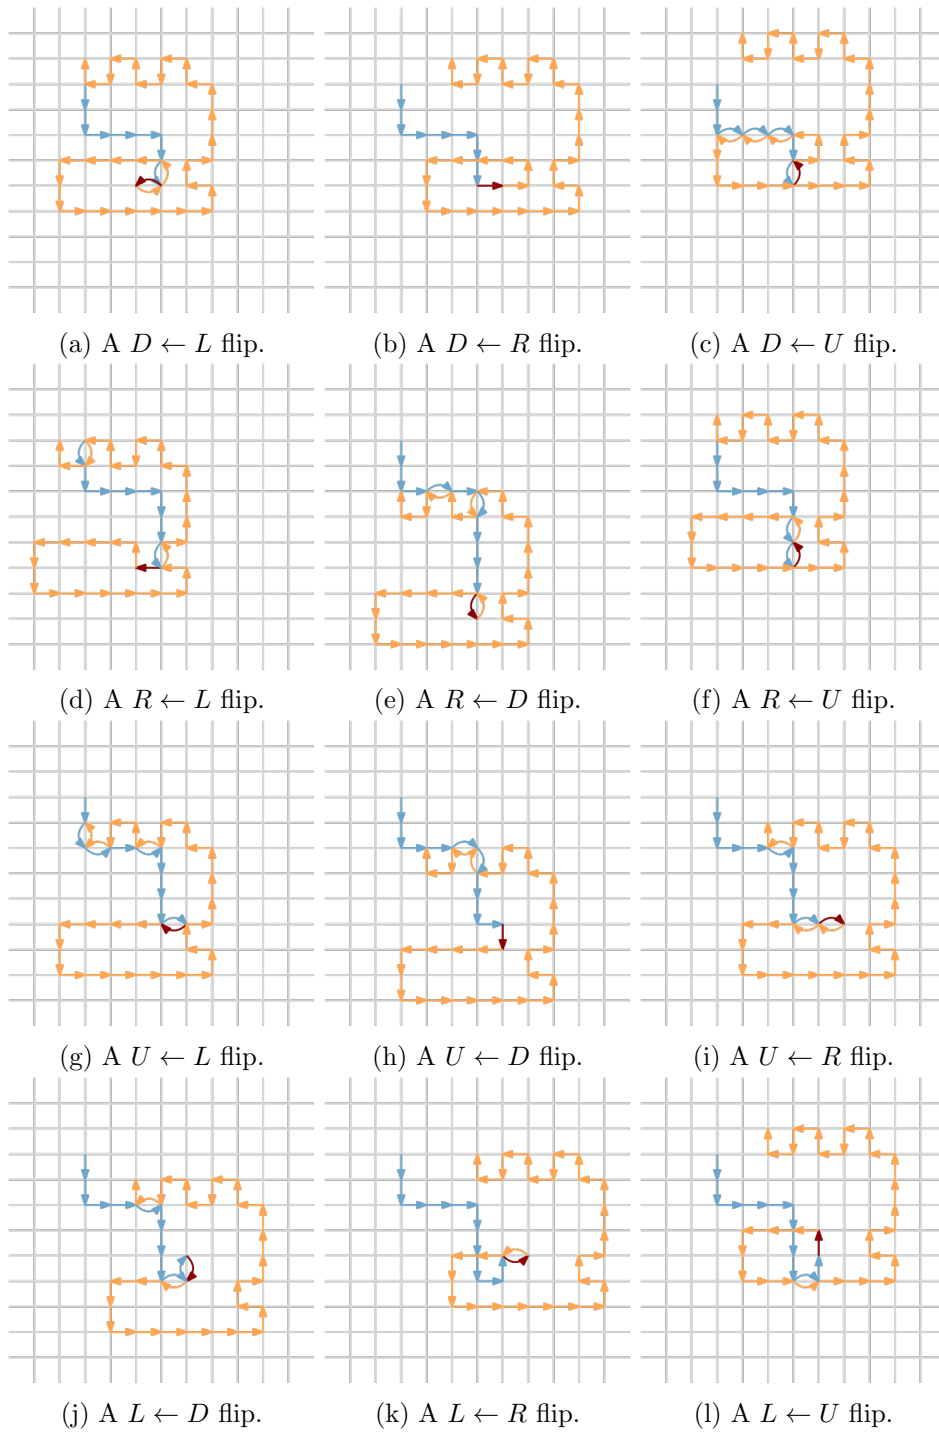 (a) A D ← L flip.
(b) A D ← R flip.
(c) A D ← U flip.
(d) A R ← L flip.
(e) A R ← D flip.
(f) A R ← U flip.
(g) A U ← L flip.
(h) A U ← D flip.
(i) A U ← R flip.
(j) A L ← D flip.
(k) A L ← R flip.
(l) A L ← U flip.